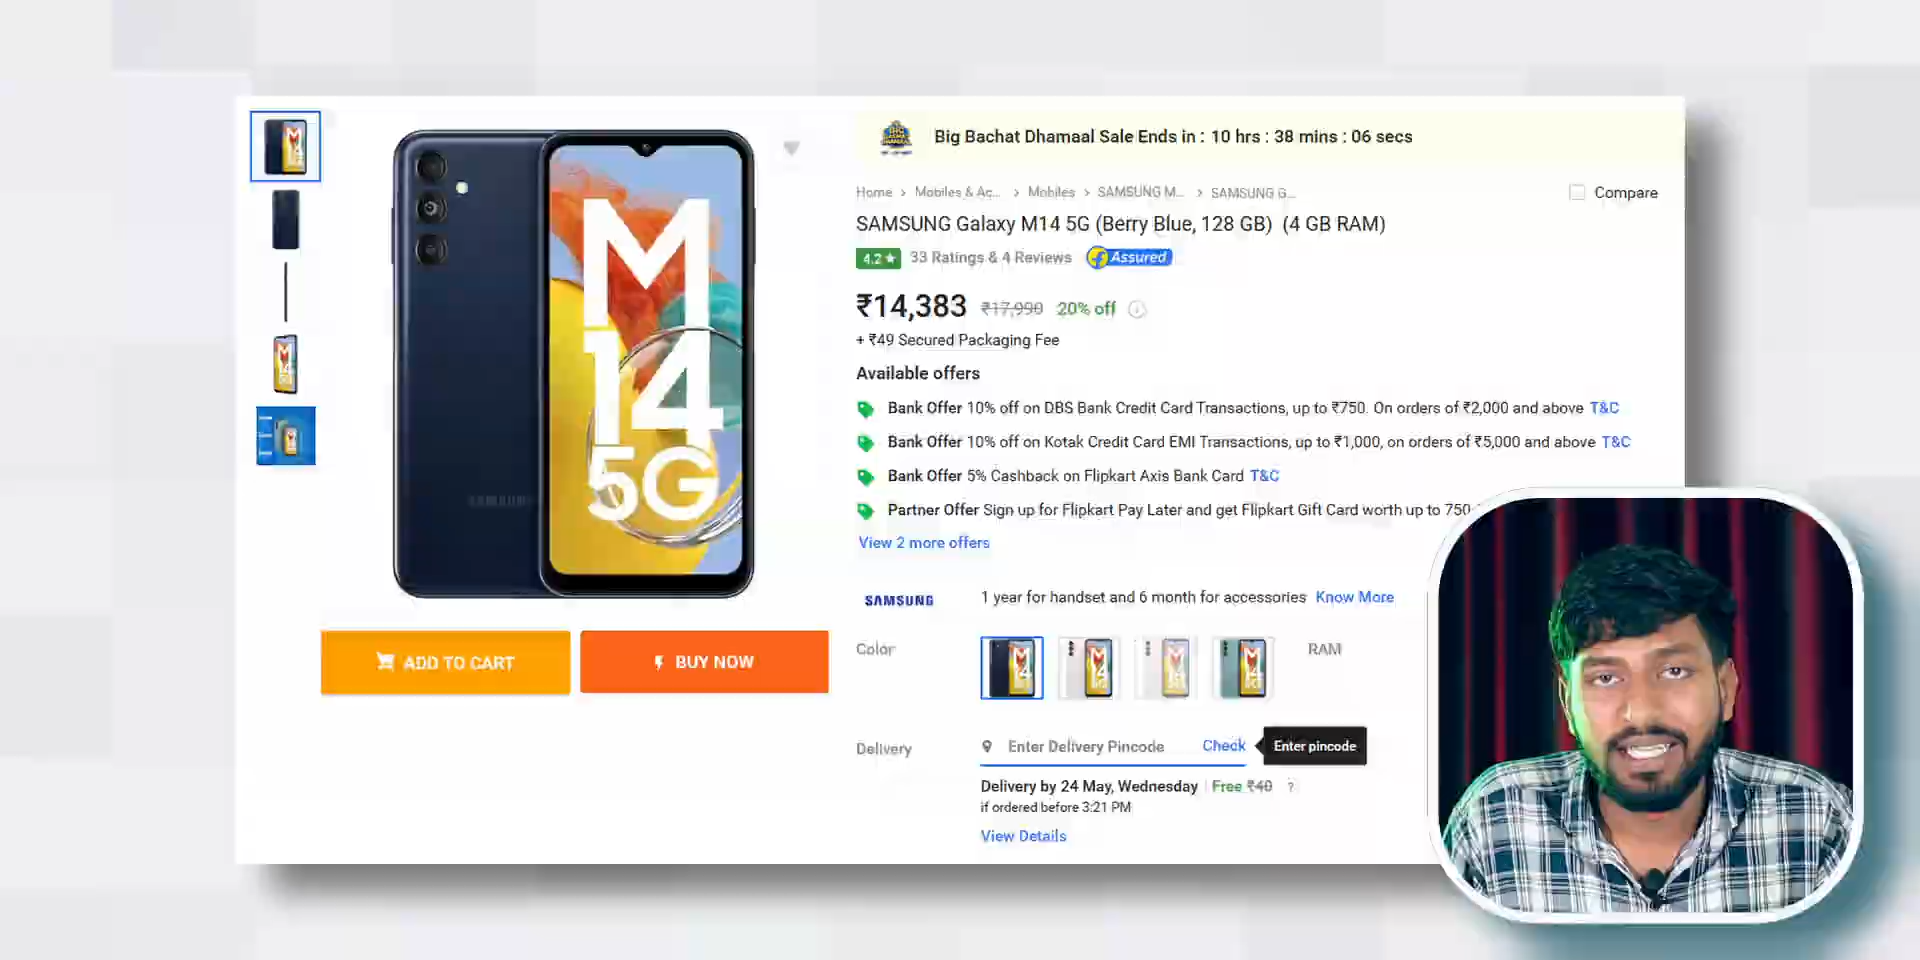 Big Bachat Dhamaal Sale Ends in : 10 hrs : 38 mins : 06 secs
Home > Mobiles & Ac... > Mobiles > SAMSUNG M... > SAMSUNG G...
Compare
SAMSUNG Galaxy M14 5G (Berry Blue, 128 GB) (4 GB RAM)
4.2★ 33 Ratings & 4 Reviews Assured
₹14,383 ₹17,990 20% off
+ ₹49 Secured Packaging Fee
Available offers
Bank Offer 10% off on DBS Bank Credit Card Transactions, up to ₹750. On orders of ₹2,000 and above T&C
Bank Offer 10% off on Kotak Credit Card EMI Transactions, up to ₹1,000, on orders of ₹5,000 and above T&C
Bank Offer 5% Cashback on Flipkart Axis Bank Card T&C
Partner Offer Sign up for Flipkart Pay Later and get Flipkart Gift Card worth up to 750
View 2 more offers
M
14
5G
SAMSUNG
ADD TO CART
BUY NOW
SAMSUNG
1 year for handset and 6 month for accessories Know More
Color
RAM
Delivery
Enter Delivery Pincode Check
Enter pincode
Delivery by 24 May, Wednesday | Free ₹40 ?
if ordered before 3:21 PM
View Details